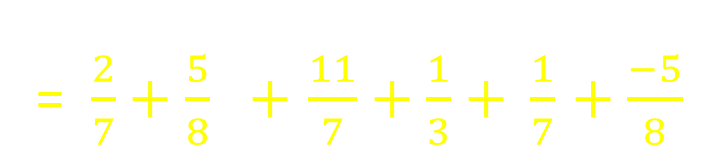 = 2/7 + 5/8 + 11/7 + 1/3 + 1/7 + −5/8